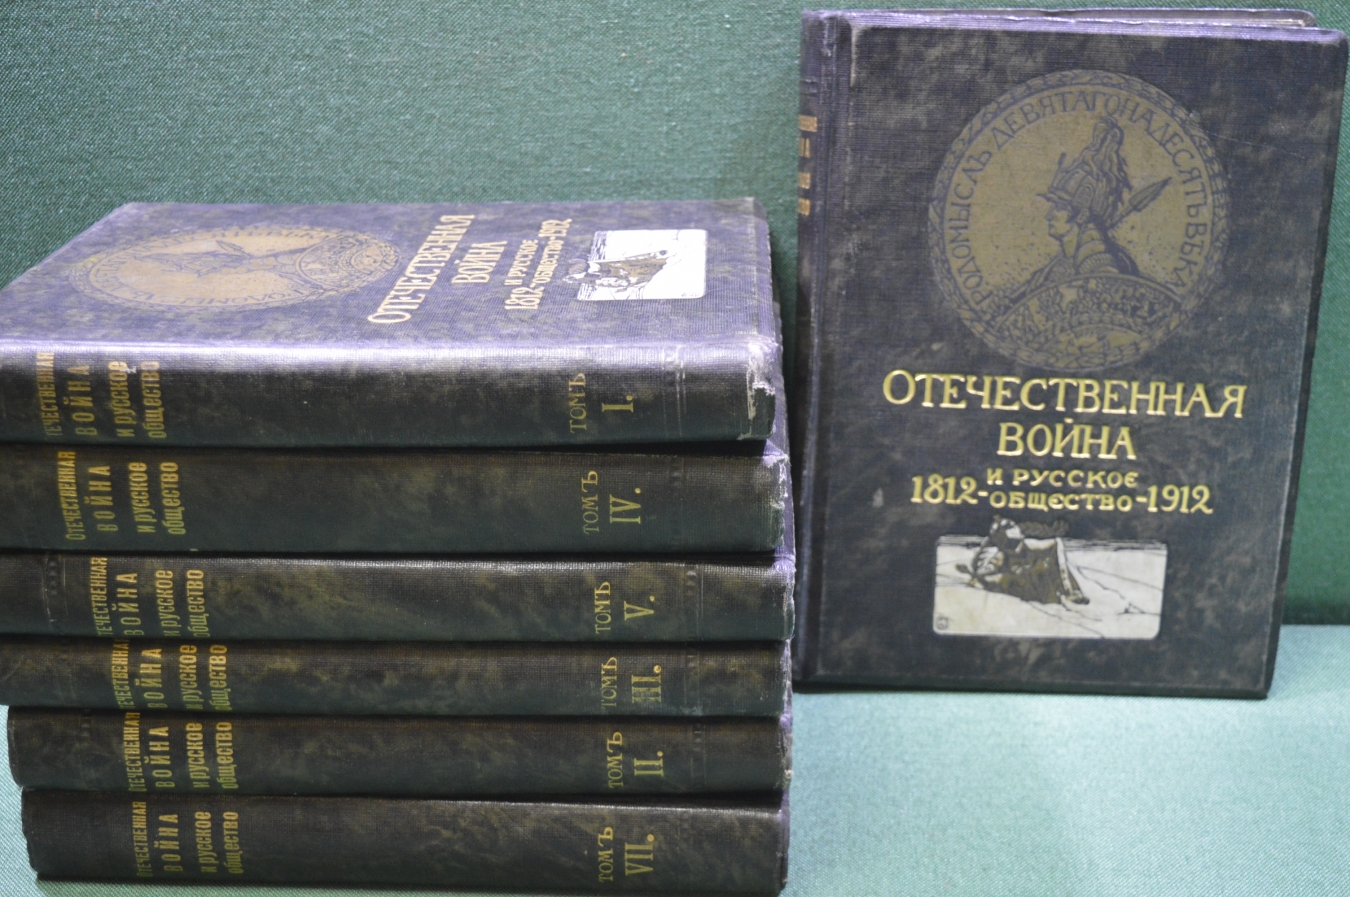 ОТЕЧЕСТВЕННАЯ
ВОЙНА
И РУССКОЕ
1812-ОБЩЕСТВО-1912
ОТЕЧЕСТВЕННАЯ
ВОЙНА
И РУССКОЕ
ОБЩЕСТВО
ТОМЪ
I.
ОТЕЧЕСТВЕННАЯ
ВОЙНА
И РУССКОЕ
ОБЩЕСТВО
ТОМЪ
IV.
ОТЕЧЕСТВЕННАЯ
ВОЙНА
И РУССКОЕ
ОБЩЕСТВО
ТОМЪ
V.
ОТЕЧЕСТВЕННАЯ
ВОЙНА
И РУССКОЕ
ОБЩЕСТВО
ТОМЪ
III.
ОТЕЧЕСТВЕННАЯ
ВОЙНА
И РУССКОЕ
ОБЩЕСТВО
ТОМЪ
II.
ОТЕЧЕСТВЕННАЯ
ВОЙНА
И РУССКОЕ
ОБЩЕСТВО
ТОМЪ
VII.
РОЛОМЫСЛЪ ДЕВЯТАГОНАДЕСЯТЬ ВѢКА
ОТЕЧЕСТВЕННАЯ
ВОЙНА
И РУССКОЕ
1812-ОБЩЕСТВО-1912